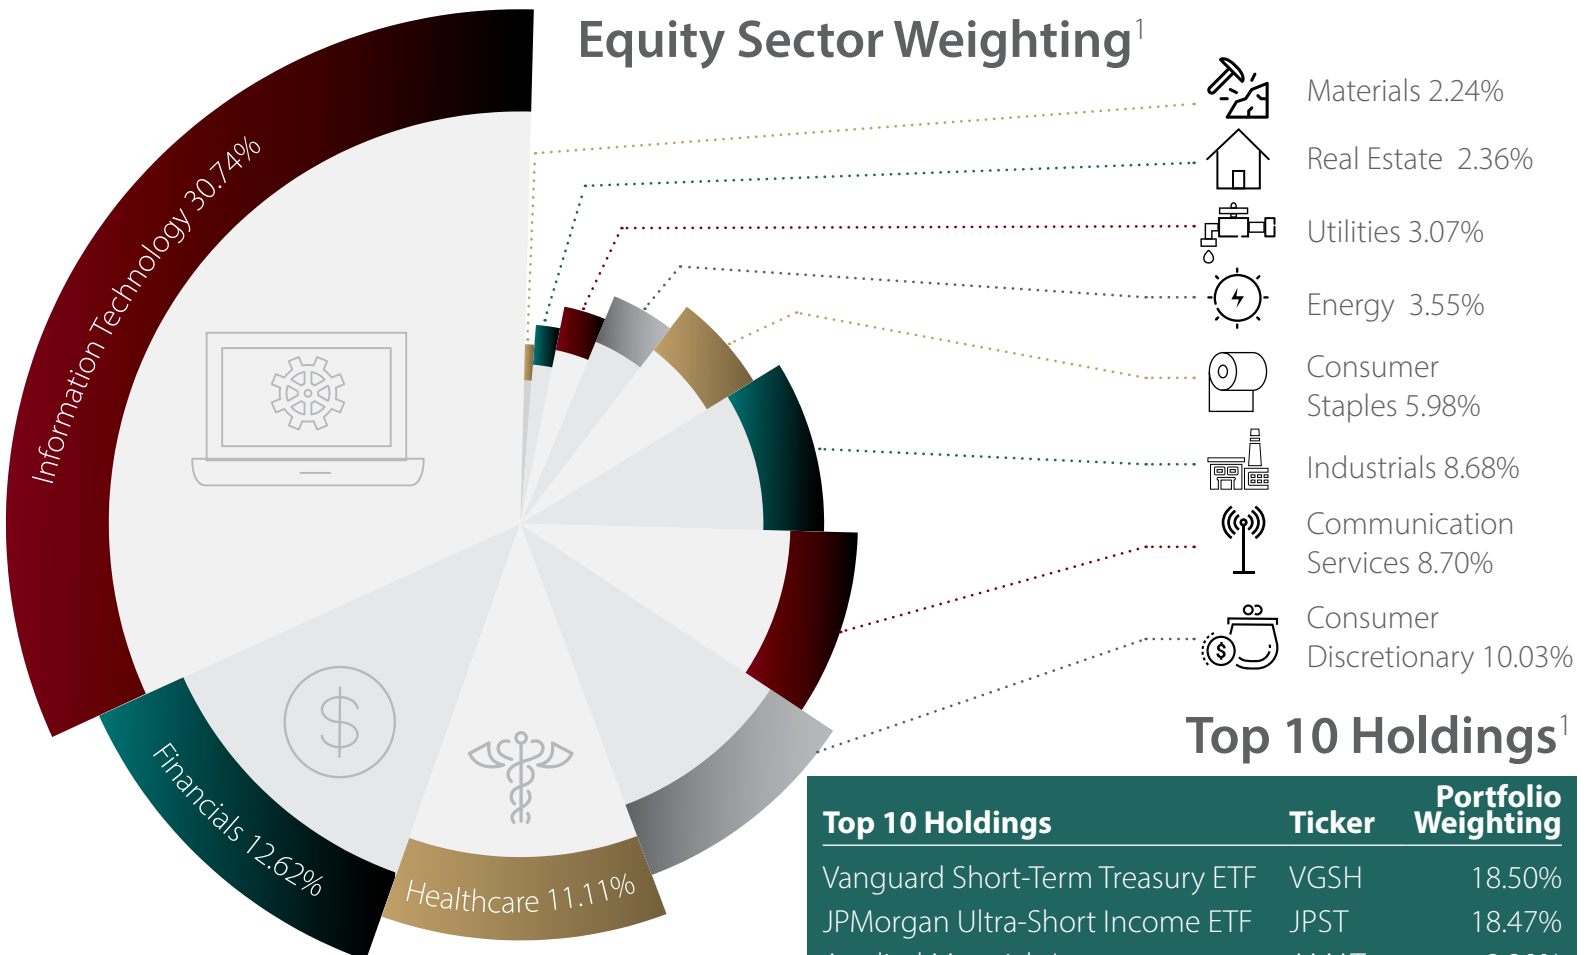 Equity Sector Weighting1
Information Technology 30.74%
Financials 12.62%
Healthcare 11.11%
Materials 2.24%
Real Estate 2.36%
Utilities 3.07%
Energy 3.55%
Consumer
Staples 5.98%
Industrials 8.68%
Communication
Services 8.70%
Consumer
Discretionary 10.03%
$
$
Top 10 Holdings1
Top 10 Holdings Ticker Portfolio Weighting
Vanguard Short-Term Treasury ETF VGSH 18.50%
JPMorgan Ultra-Short Income ETF JPST 18.47%